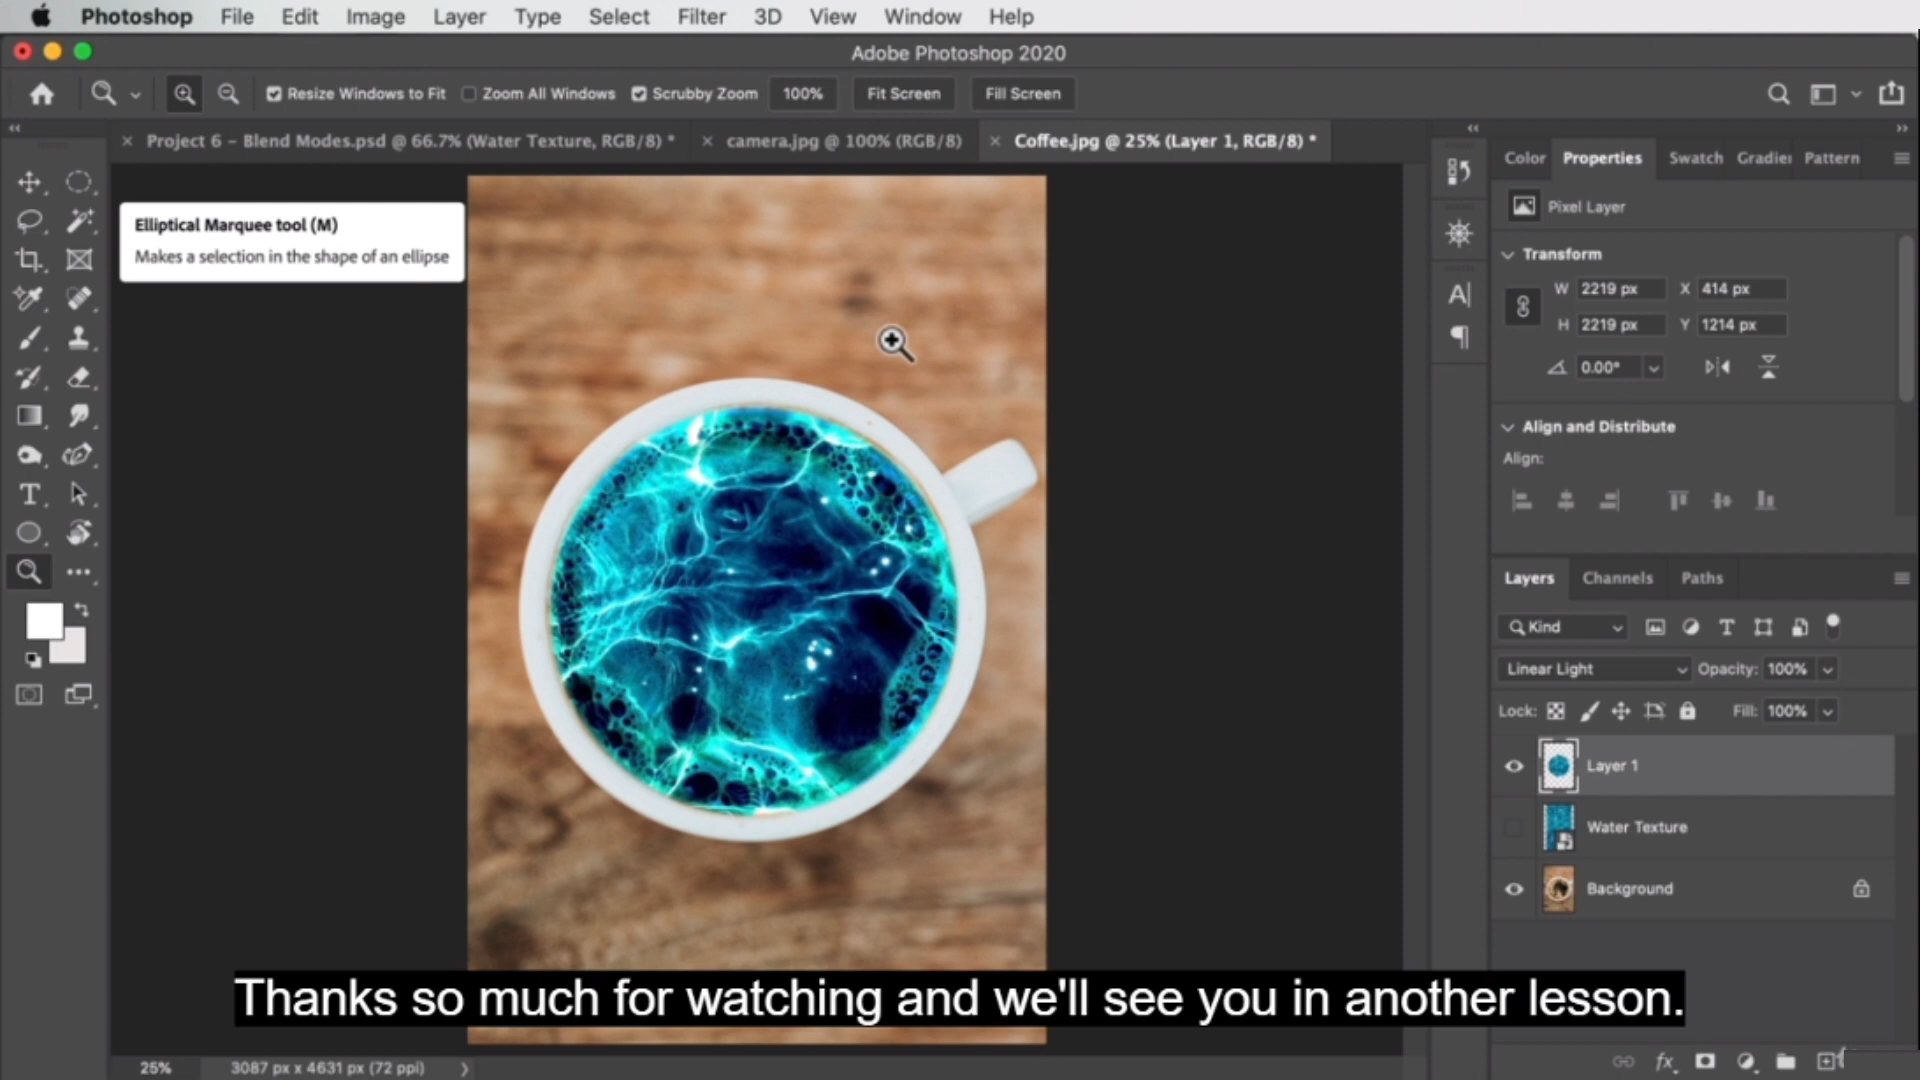 Photoshop File Edit Image Layer Type Select Filter 3D View Window Help
Adobe Photoshop 2020
Resize Windows to Fit Zoom All Windows Scrubby Zoom 100% Fit Screen Fill Screen
Project 6 – Blend Modes.psd @ 66.7% (Water Texture, RGB/8) * camera.jpg @ 100% (RGB/8) Coffee.jpg @ 25% (Layer 1, RGB/8) *
Color Properties Swatch Gradie Pattern
Pixel Layer
Elliptical Marquee tool (M)
Makes a selection in the shape of an ellipse
Transform
W 2219 px X 414 px
H 2219 px Y 1214 px
0.00°
Align and Distribute
Align:
Layers Channels Paths
Kind
Linear Light Opacity: 100%
Lock: Fill: 100%
Layer 1
Water Texture
Background
Thanks so much for watching and we'll see you in another lesson.
25% 3087 px x 4631 px (72 ppi)
fx